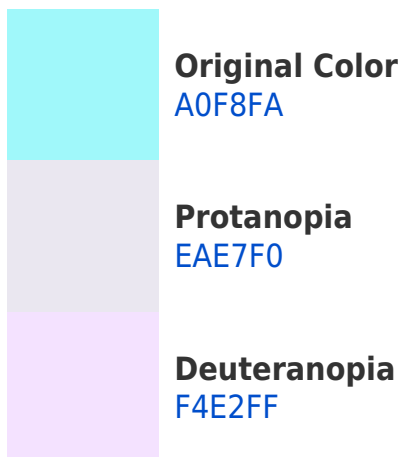 Original Color
A0F8FA
Protanopia
EAE7F0
Deuteranopia
F4E2FF